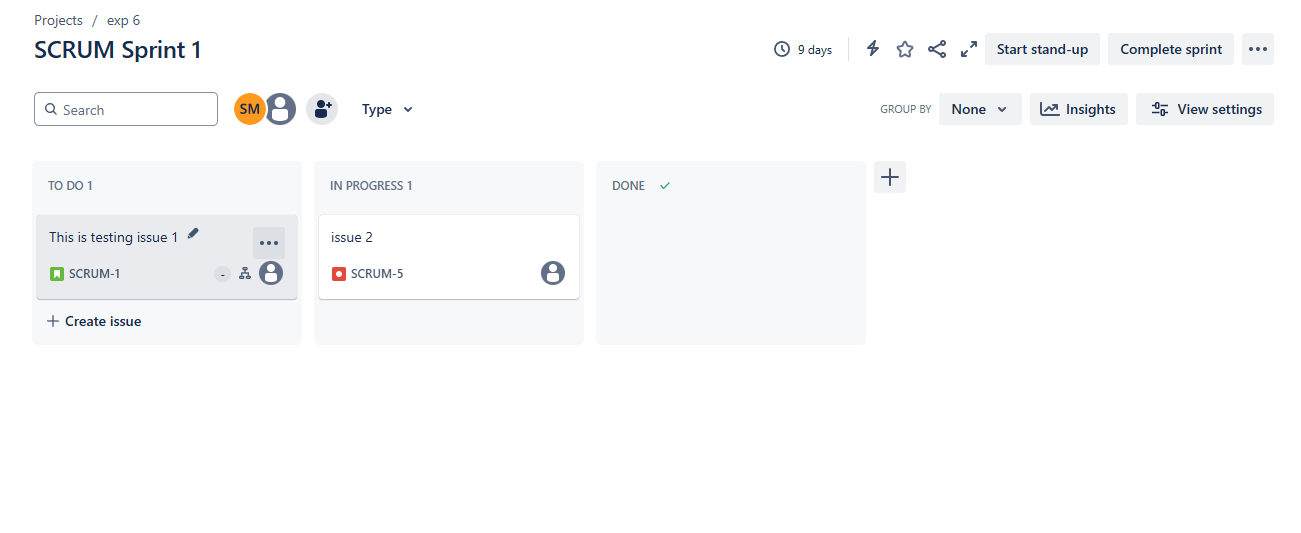 Projects / exp 6
SCRUM Sprint 1
9 days
Start stand-up
Complete sprint
Search
SM
Type
GROUP BY
None
Insights
View settings
TO DO 1
This is testing issue 1
SCRUM-1
-
Create issue
IN PROGRESS 1
issue 2
SCRUM-5
DONE